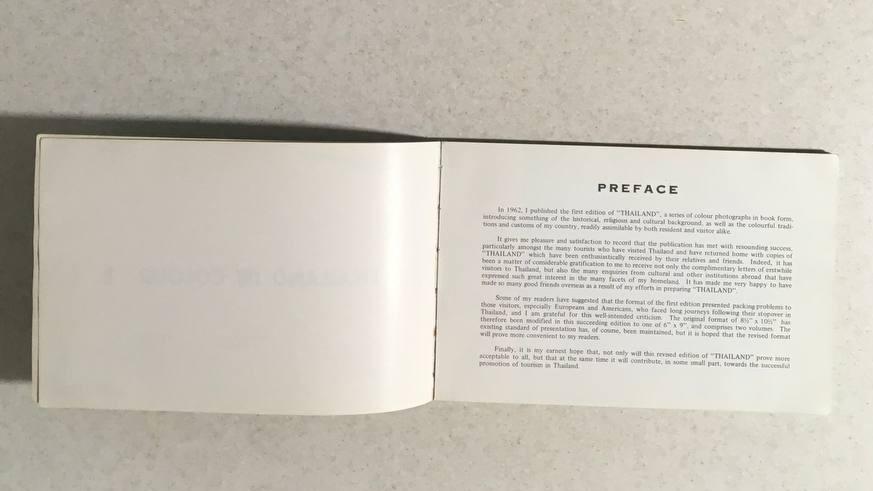 PREFACE
In 1962, I published the first edition of "THAILAND", a series of colour photographs in book form,
introducing something of the historical, religious and cultural background, as well as the colourful tradi-
tions and customs of my country, readily assimilable by both resident and visitor alike.
It gives me pleasure and satisfaction to record that the publication has met with resounding success,
particularly amongst the many tourists who have visited Thailand and have returned home with copies of
"THAILAND" which have been enthusiastically received by their relatives and friends. Indeed, it has
been a matter of considerable gratification to me to receive not only the complimentary letters of erstwhile
visitors to Thailand, but also the many enquiries from cultural and other institutions abroad that have
expressed such great interest in the many facets of my homeland. It has made me very happy to have
made so many good friends overseas as a result of my efforts in preparing "THAILAND".
Some of my readers have suggested that the format of the first edition presented packing problems to
those visitors, especially Europeans and Americans, who faced long journeys following their stopover in
Thailand, and I am grateful for this well-intended criticism. The original format of 8½" x 10½" has
therefore been modified in this succeeding edition to one of 6" x 9", and comprises two volumes. The
existing standard of presentation has, of course, been maintained, but it is hoped that the revised format
will prove more convenient to my readers.
Finally, it is my earnest hope that, not only will this revised edition of "THAILAND" prove more
acceptable to all, but that at the same time it will contribute, in some small part, towards the successful
promotion of tourism in Thailand.